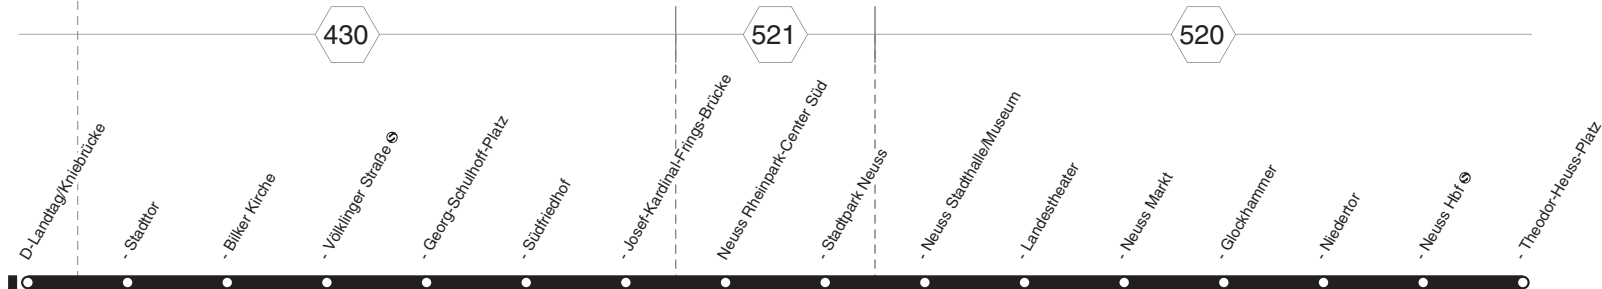 430
521
520
D-Landtag/Kniebrücke
- Stadttor
- Bilker Kirche
- Völklinger Straße Ⓢ
- Georg-Schulhoff-Platz
- Südfriedhof
- Josef-Kardinal-Frings-Brücke
Neuss Rheinpark-Center Süd
- Stadtpark Neuss
- Neuss Stadthalle/Museum
- Landestheater
- Neuss Markt
- Glockhammer
- Niedertor
- Neuss Hbf Ⓢ
- Theodor-Heuss-Platz